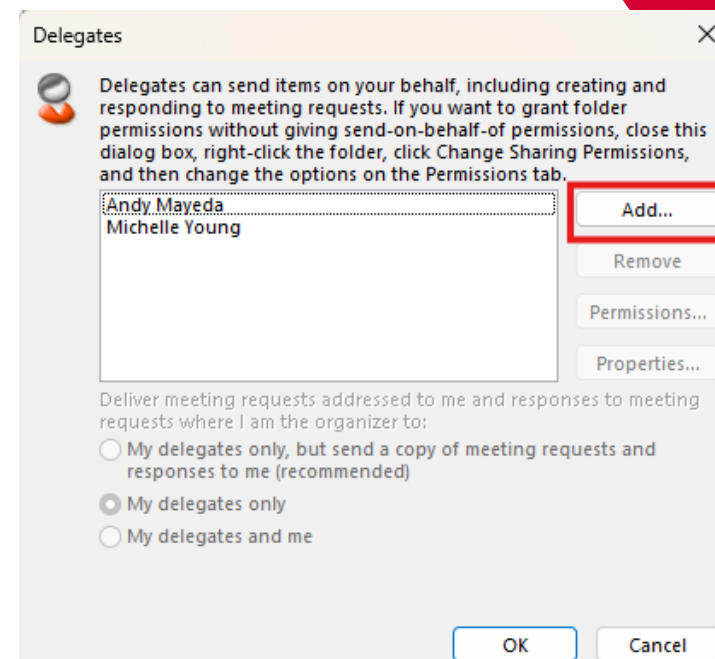 Delegates
Delegates can send items on your behalf, including creating and
responding to meeting requests. If you want to grant folder
permissions without giving send-on-behalf-of permissions, close this
dialog box, right-click the folder, click Change Sharing Permissions,
and then change the options on the Permissions tab.
Andy Mayeda
Michelle Young
Add...
Remove
Permissions...
Properties...
Deliver meeting requests addressed to me and responses to meeting
requests where I am the organizer to:
My delegates only, but send a copy of meeting requests and
responses to me (recommended)
My delegates only
My delegates and me
OK
Cancel